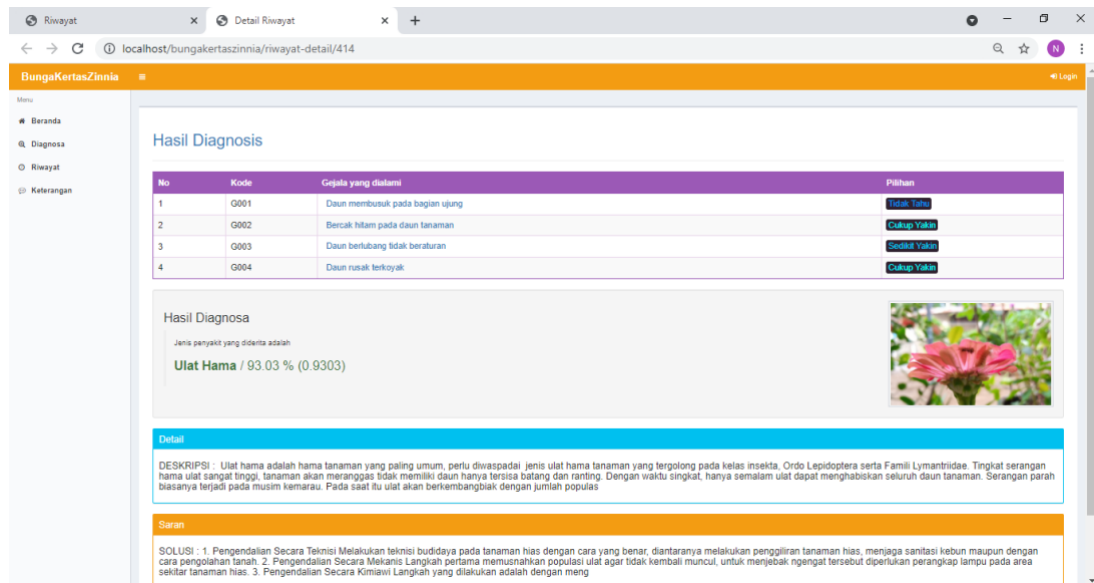 Riwayat
Detail Riwayat
localhost/bungakertaszinnia/riwayat-detail/414
N
BungaKertasZinnia
Login
Menu
Beranda
Diagnosa
Riwayat
Keterangan
Hasil Diagnosis
No Kode Gejala yang dialami Pilihan
1 G001 Daun membusuk pada bagian ujung Tidak Tahu
2 G002 Bercak hitam pada daun tanaman Cukup Yakin
3 G003 Daun berlubang tidak beraturan Sedikit Yakin
4 G004 Daun rusak terkoyak Cukup Yakin
Hasil Diagnosa
Jenis penyakit yang diderita adalah
Ulat Hama / 93.03 % (0.9303)
Detail
DESKRIPSI : Ulat hama adalah hama tanaman yang paling umum, perlu diwaspadai jenis ulat hama tanaman yang tergolong pada kelas insekta, Ordo Lepidoptera serta Famili Lymantriidae. Tingkat serangan
hama ulat sangat tinggi, tanaman akan meranggas tidak memiliki daun hanya tersisa batang dan ranting. Dengan waktu singkat, hanya semalam ulat dapat menghabiskan seluruh daun tanaman. Serangan parah
biasanya terjadi pada musim kemarau. Pada saat itu ulat akan berkembangbiak dengan jumlah populas
Saran
SOLUSI : 1. Pengendalian Secara Teknisi Melakukan teknisi budidaya pada tanaman hias dengan cara yang benar, diantaranya melakukan penggiliran tanaman hias, menjaga sanitasi kebun maupun dengan
cara pengolahan tanah. 2. Pengendalian Secara Mekanis Langkah pertama memusnahkan populasi ulat agar tidak kembali muncul, untuk menjebak ngengat tersebut diperlukan perangkap lampu pada area
sekitar tanaman hias. 3. Pengendalian Secara Kimiawi Langkah yang dilakukan adalah dengan meng